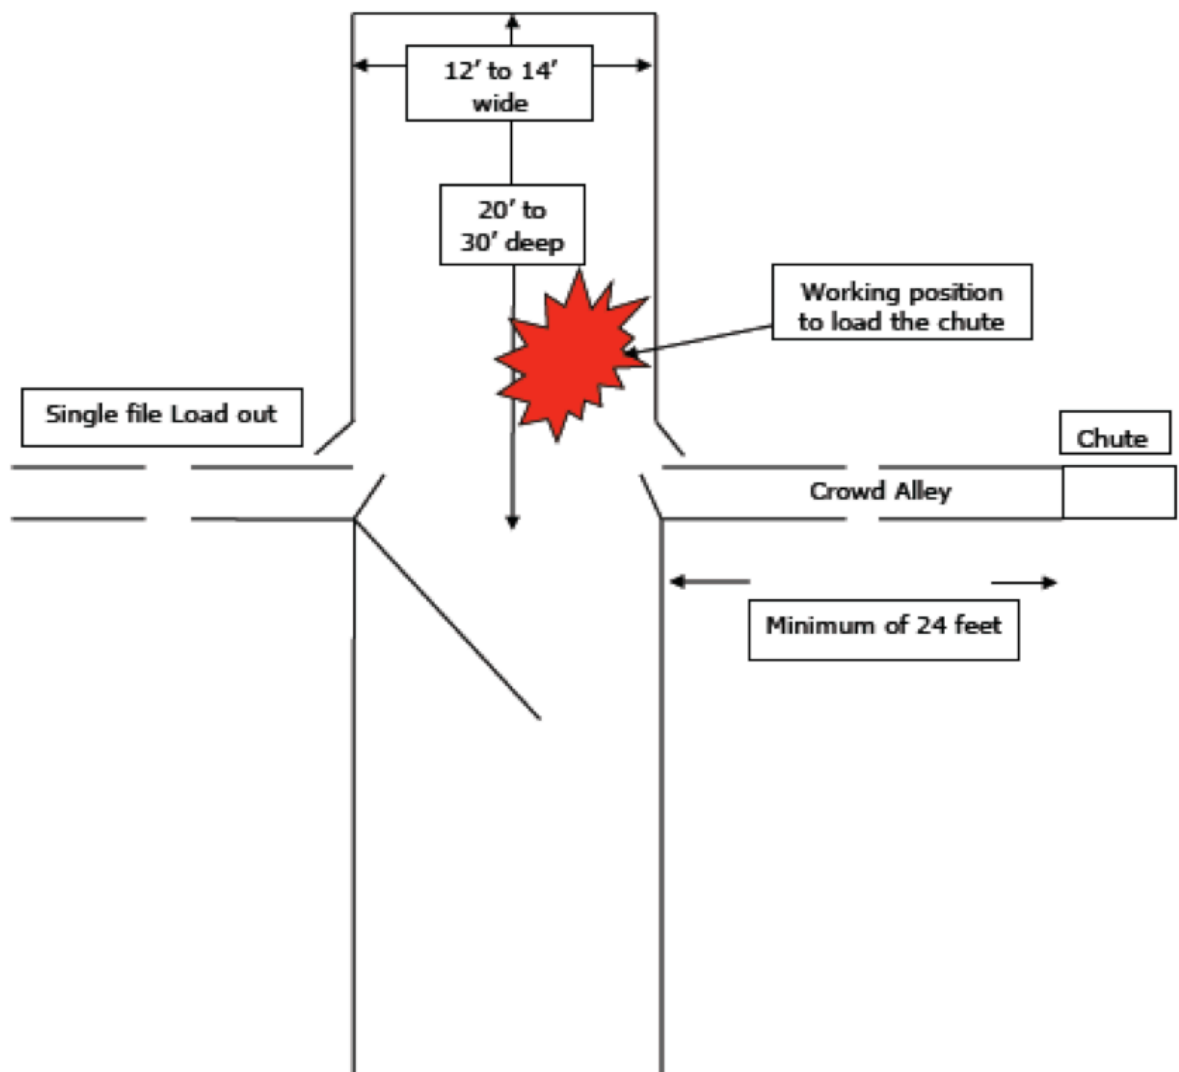 12’ to 14’
wide
20’ to
30’ deep
Working position
to load the chute
Single file Load out
Chute
Crowd Alley
Minimum of 24 feet